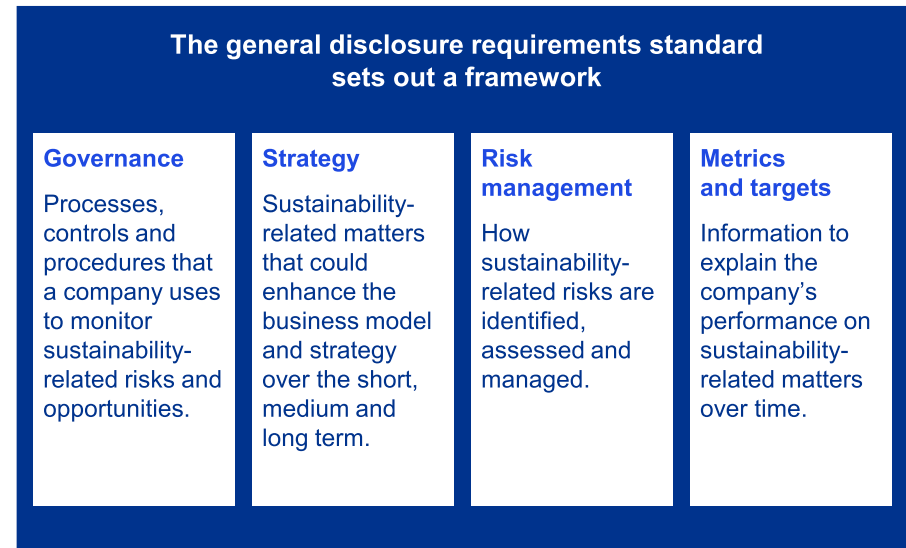 The general disclosure requirements standard
sets out a framework
Governance
Processes,
controls and
procedures that
a company uses
to monitor
sustainability-
related risks and
opportunities.
Strategy
Sustainability-
related matters
that could
enhance the
business model
and strategy
over the short,
medium and
long term.
Risk
management
How
sustainability-
related risks are
identified,
assessed and
managed.
Metrics
and targets
Information to
explain the
company’s
performance on
sustainability-
related matters
over time.